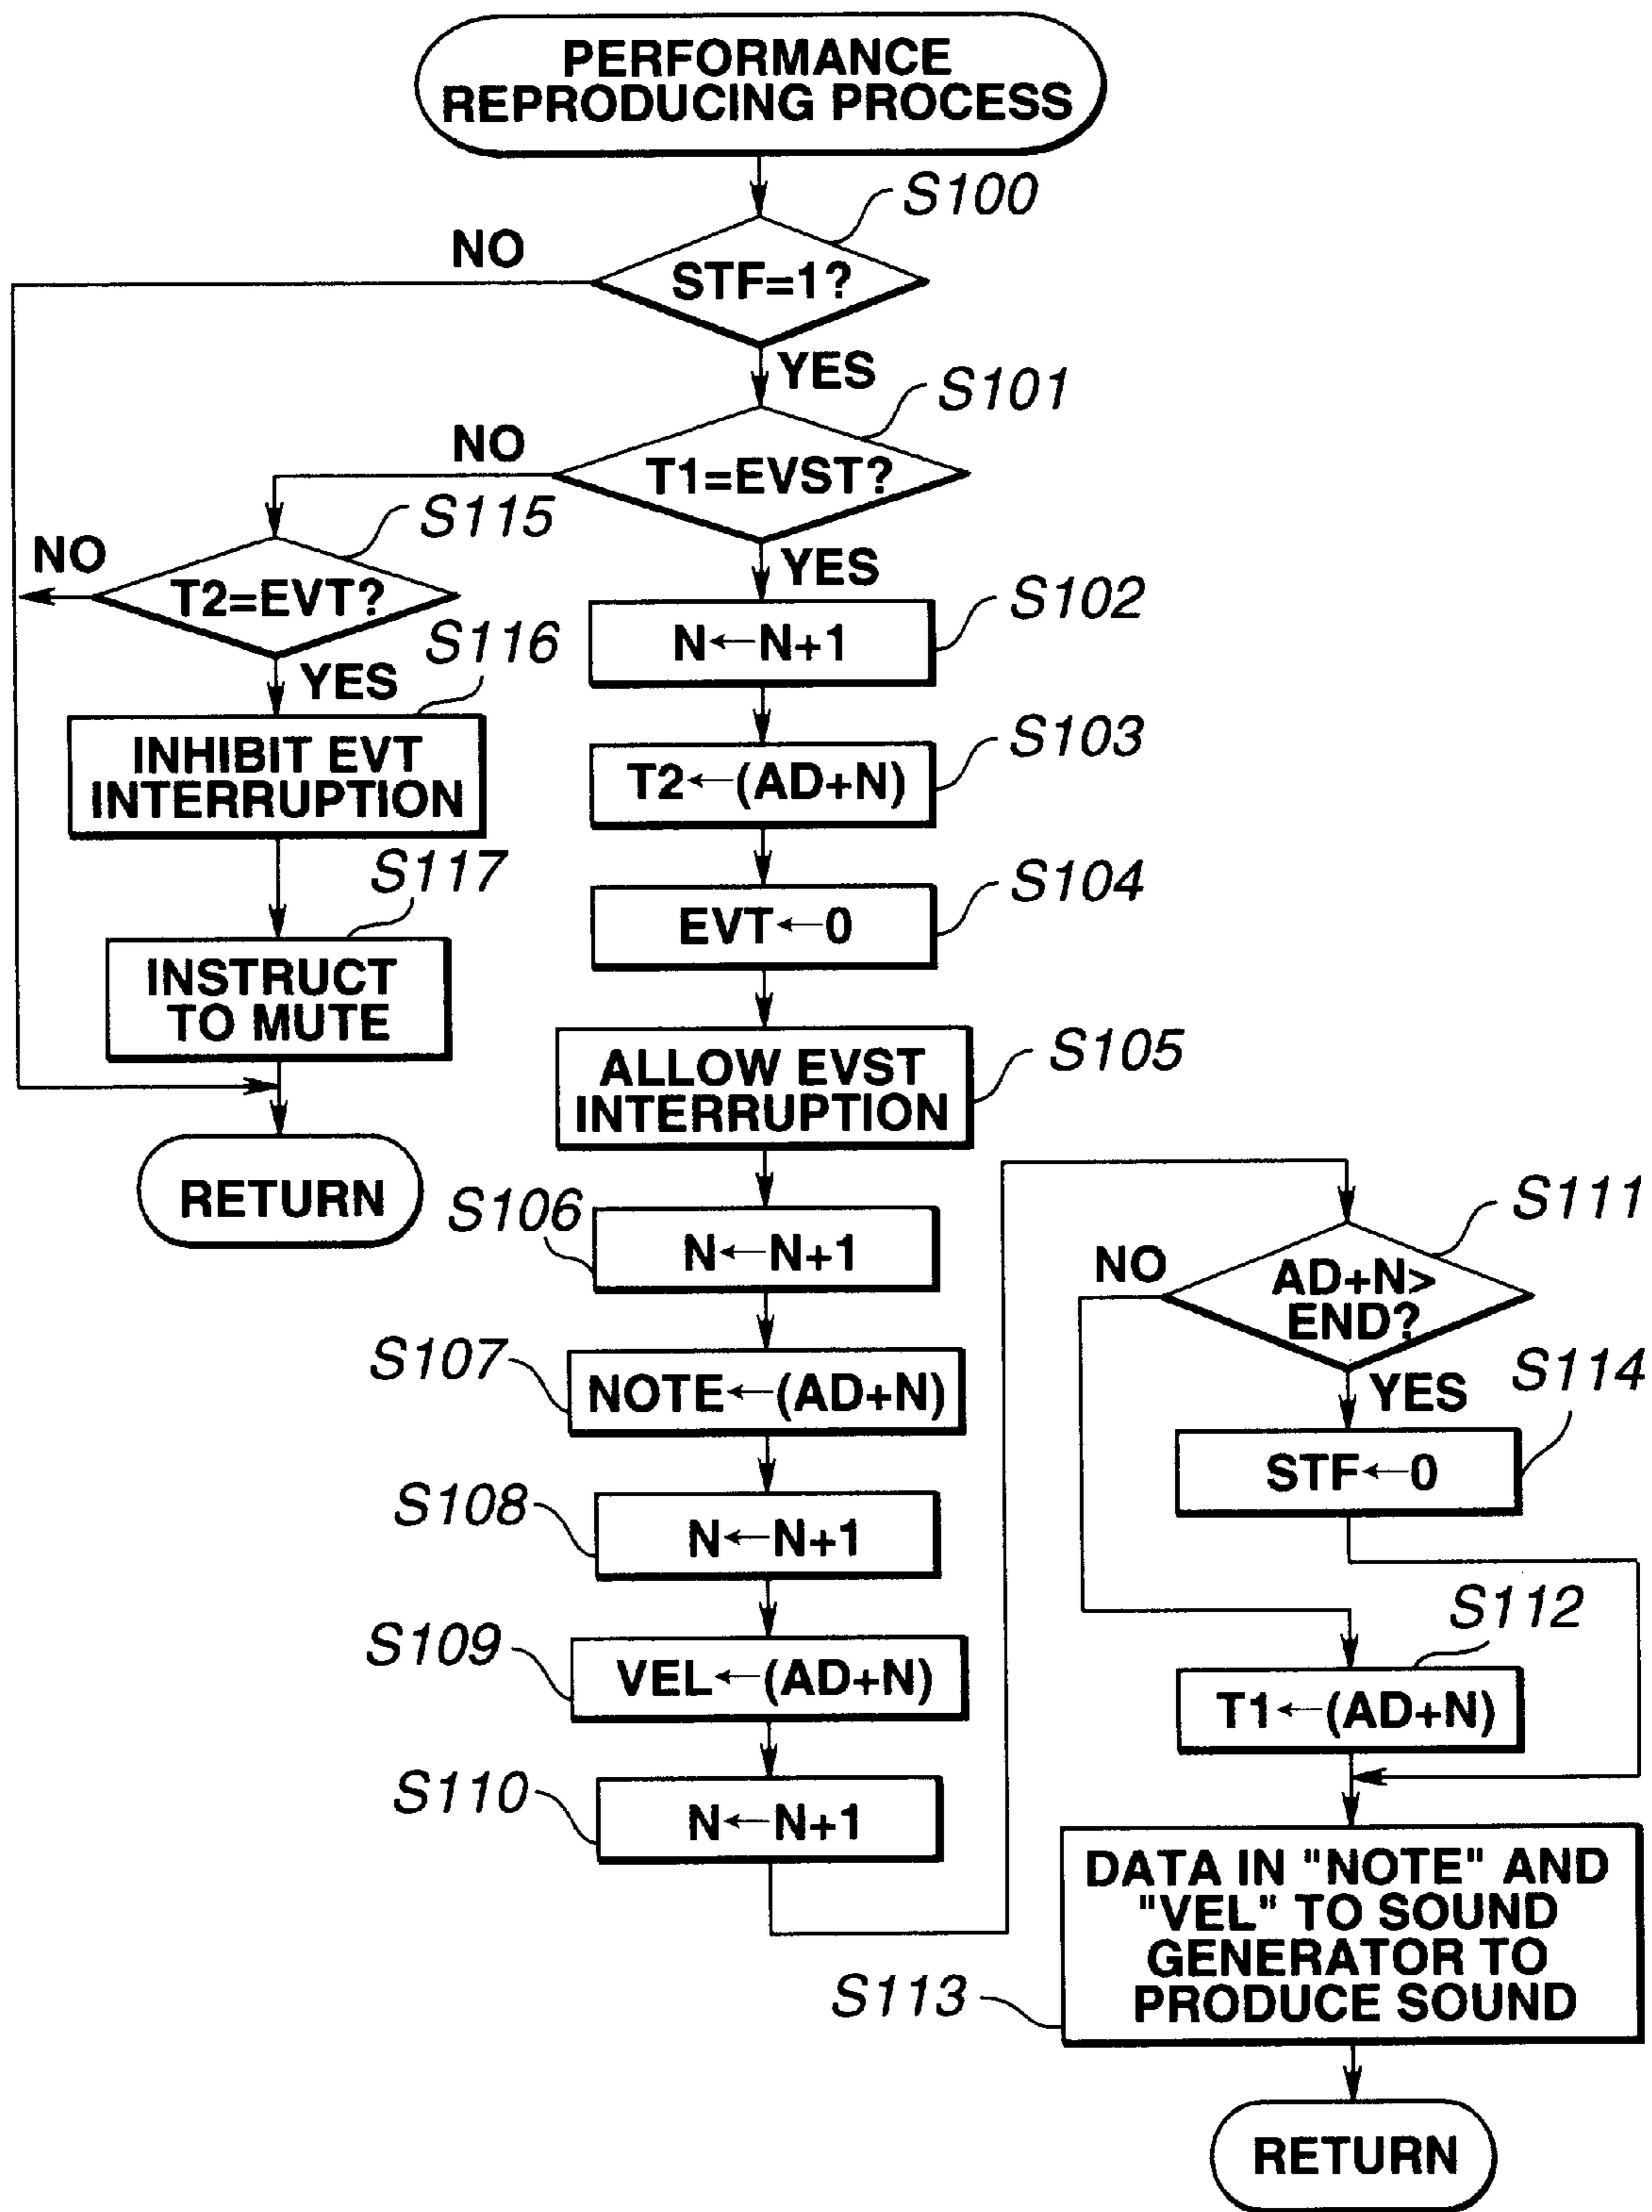 PERFORMANCE
REPRODUCING PROCESS
S100
NO
STF=1?
YES
S101
NO
T1=EVST?
S115
NO
T2=EVT?
YES
S102
N←N+1
S116
YES
INHIBIT EVT
INTERRUPTION
S103
T2←(AD+N)
S117
S104
EVT←0
INSTRUCT
TO MUTE
S105
ALLOW EVST
INTERRUPTION
RETURN
S106
N←N+1
S111
NO
AD+N>
END?
S107
NOTE←(AD+N)
S114
YES
STF←0
S108
N←N+1
S112
T1←(AD+N)
S109
VEL←(AD+N)
S110
N←N+1
DATA IN "NOTE" AND
"VEL" TO SOUND
GENERATOR TO
PRODUCE SOUND
S113
RETURN